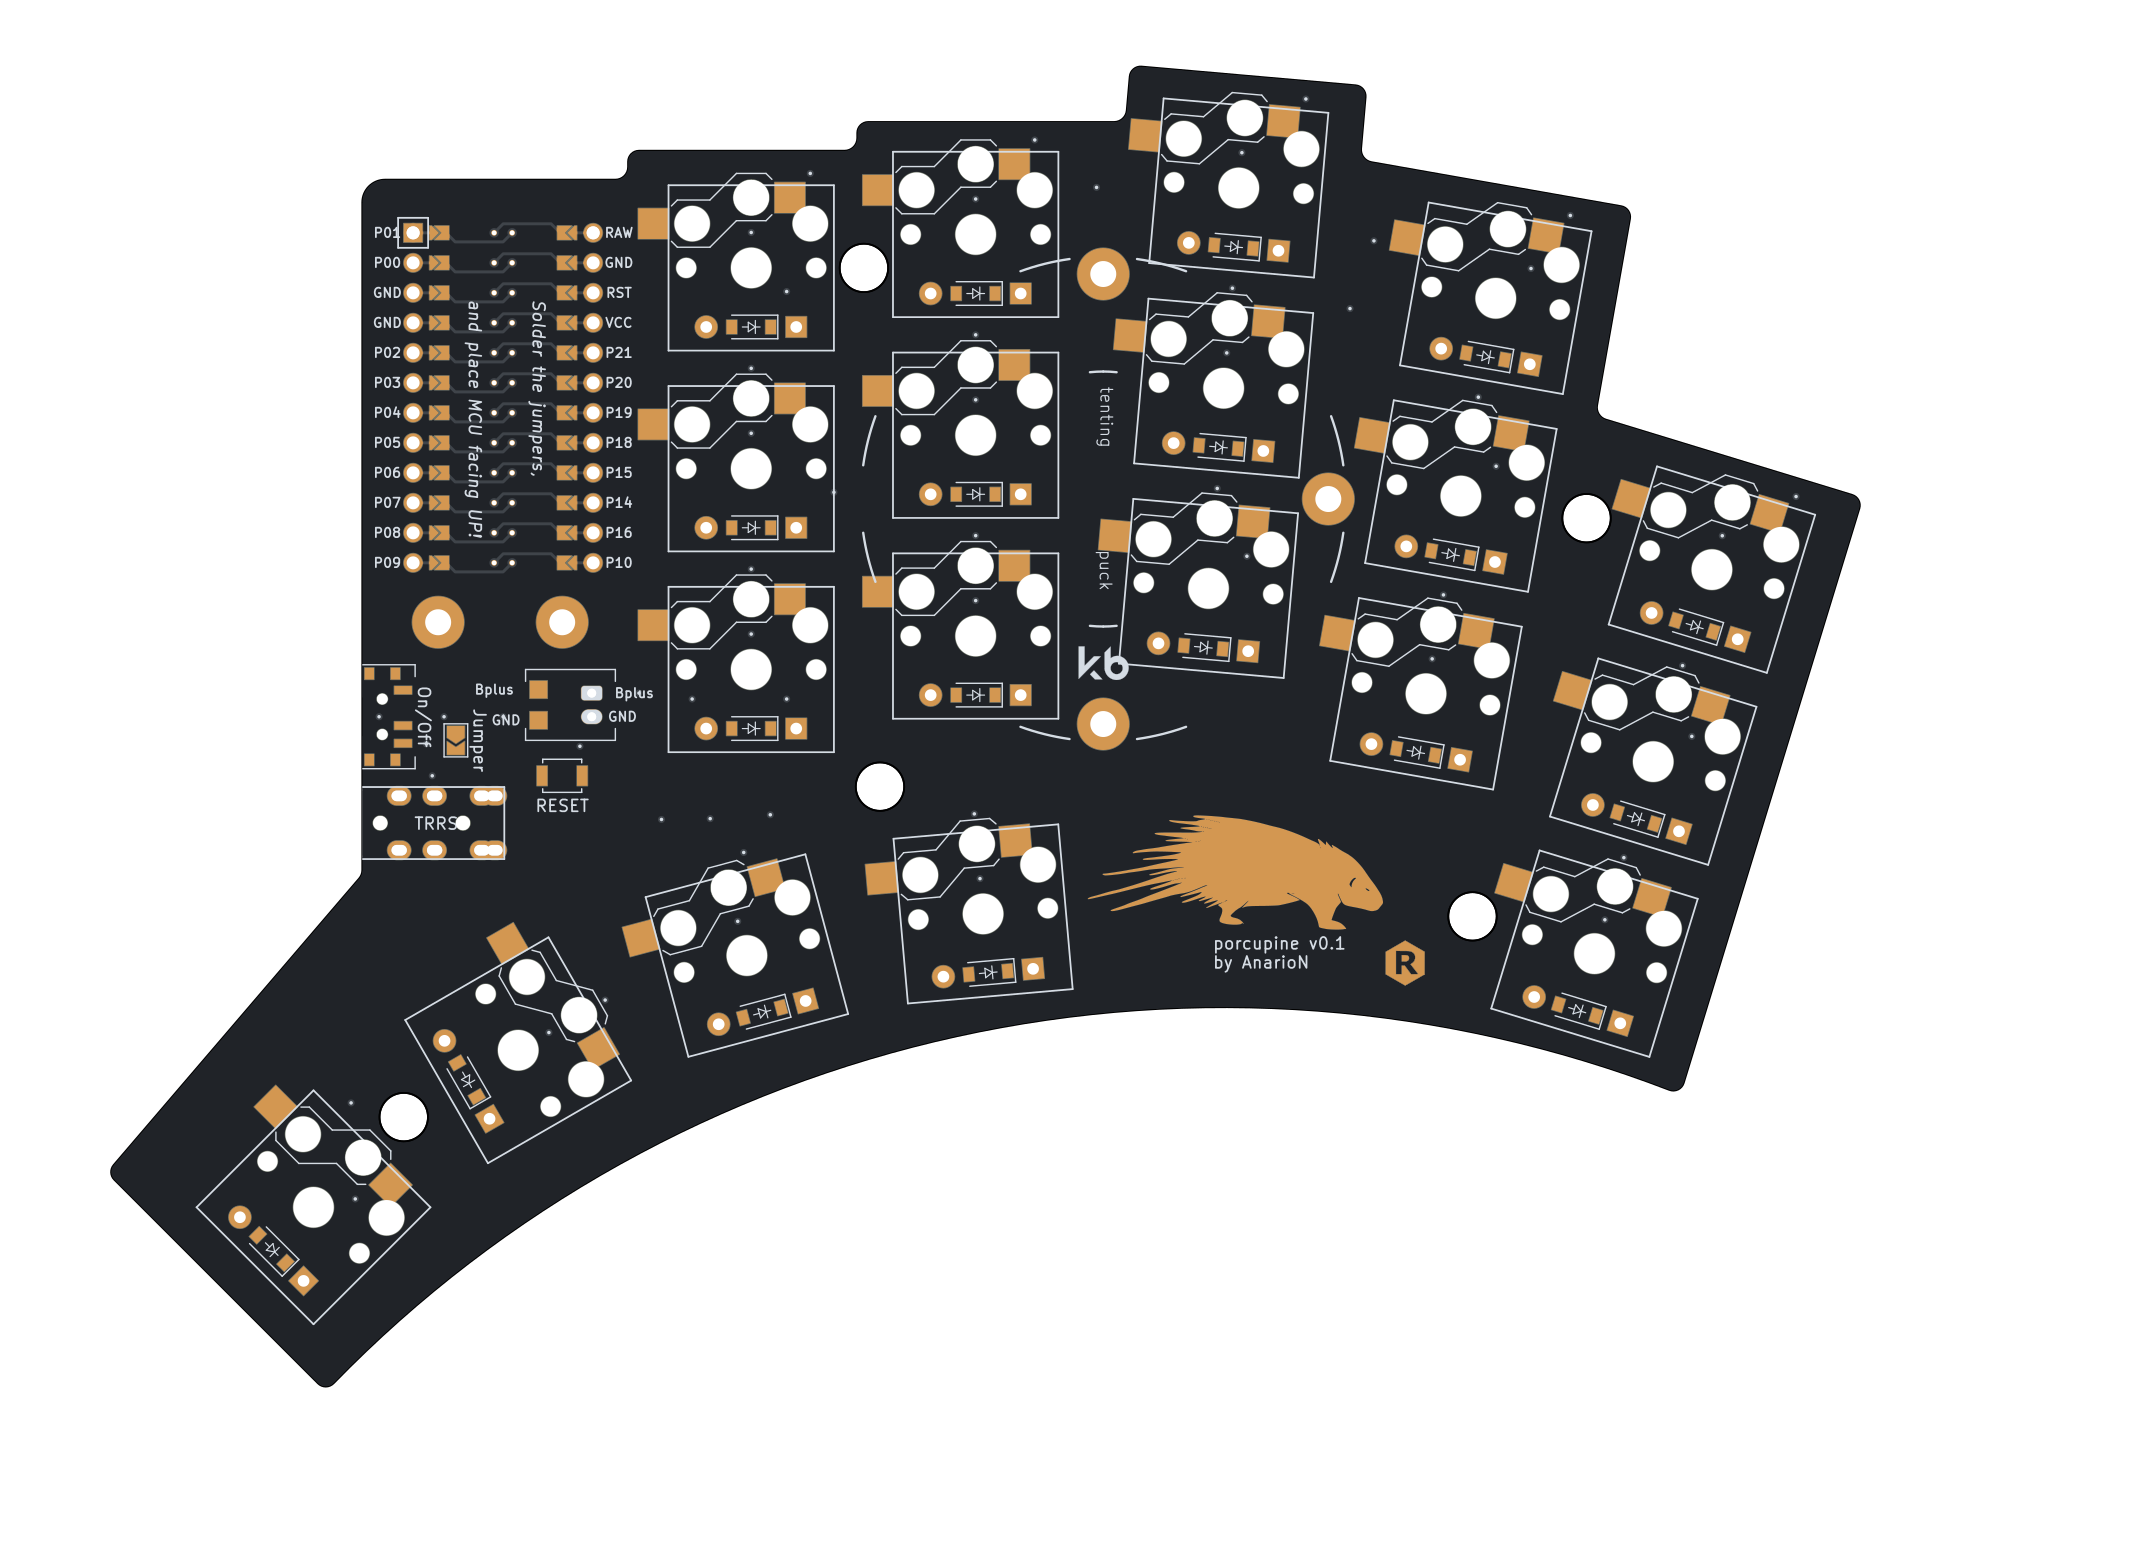 P01 RAW
P00 GND
GND RST
GND VCC
P02 P21
P03 P20
P04 P19
P05 P18
P06 P15
P07 P14
P08 P16
P09 P10
Solder the jumpers,
and place MCU facing UP!
tenting
puck
kb
On/Off
Jumper
Bplus Bplus
GND GND
RESET
TRRS
porcupine v0.1
by AnarioN
R